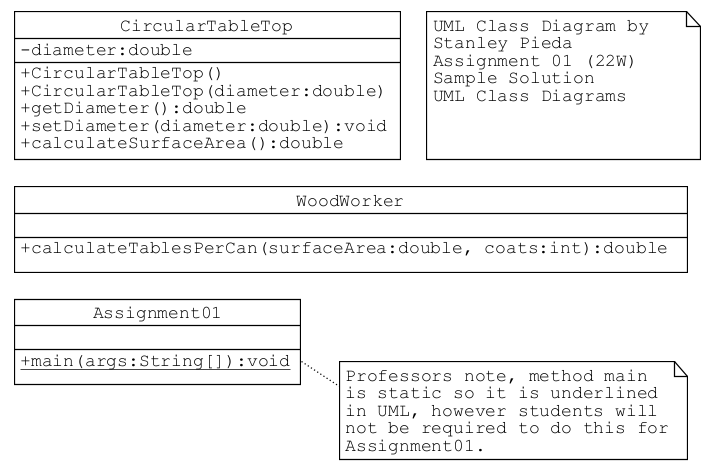 CircularTableTop
-diameter:double
+CircularTableTop()
+CircularTableTop(diameter:double)
+getDiameter():double
+setDiameter(diameter:double):void
+calculateSurfaceArea():double
UML Class Diagram by
Stanley Pieda
Assignment 01 (22W)
Sample Solution
UML Class Diagrams
WoodWorker
+calculateTablesPerCan(surfaceArea:double, coats:int):double
Assignment01
+main(args:String[]):void
Professors note, method main
is static so it is underlined
in UML, however students will
not be required to do this for
Assignment01.